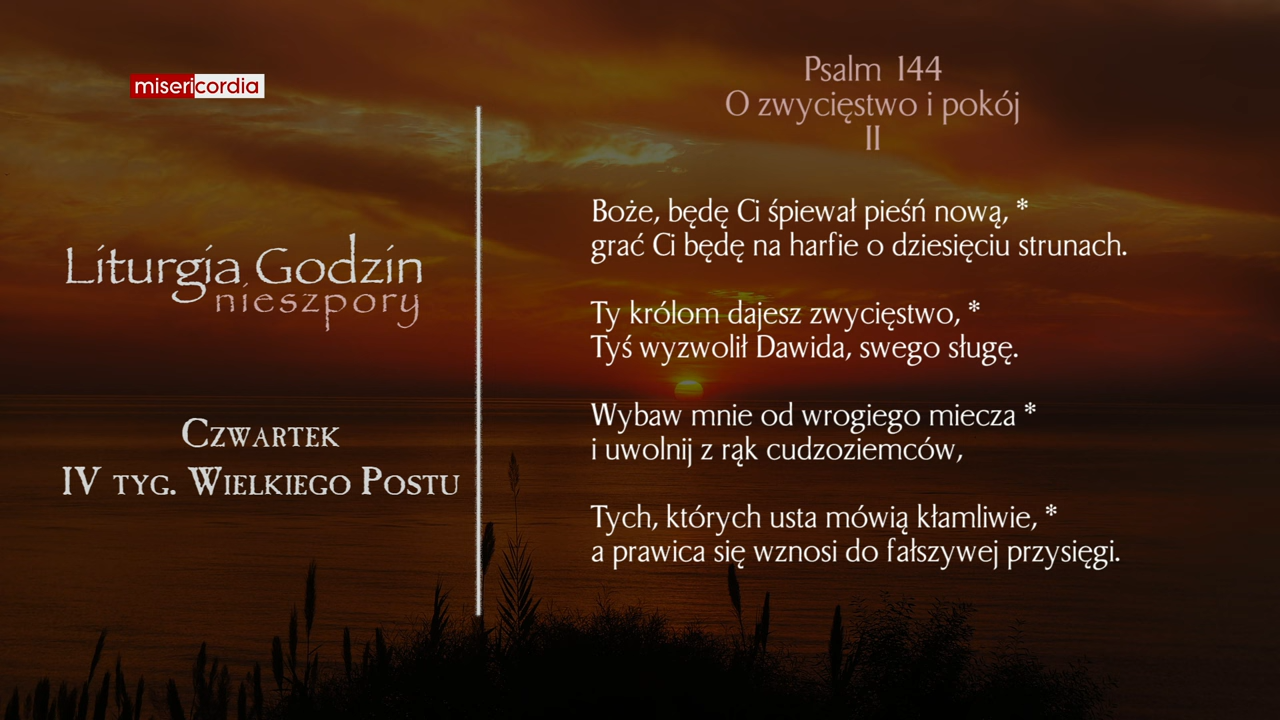 misericordia
Liturgia Godzin
nieszpory
Czwartek
IV tyg. Wielkiego Postu
Psalm 144
O zwycięstwo i pokój
II
Boże, będę Ci śpiewał pieśń nową, *
grać Ci będę na harfie o dziesięciu strunach.
Ty królom dajesz zwycięstwo, *
Tyś wyzwolił Dawida, swego sługę.
Wybaw mnie od wrogiego miecza *
i uwolnij z rąk cudzoziemców,
Tych, których usta mówią kłamliwie, *
a prawica się wznosi do fałszywej przysięgi.